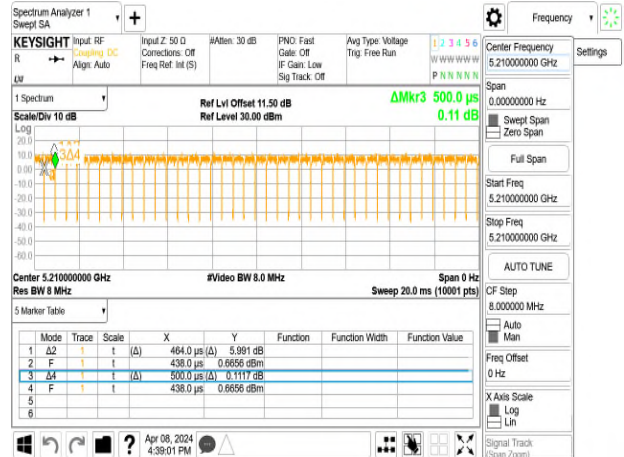 Spectrum Analyzer 1
Swept SA
Frequency
KEYSIGHT
R
Input: RF
Coupling: DC
Align: Auto
Input Z: 50 Ω
Corrections: Off
Freq Ref: Int (S)
#Atten: 30 dB
PNO: Fast
Gate: Off
IF Gain: Low
Sig Track: Off
Avg Type: Voltage
Trig: Free Run
1 2 3 4 5 6
W W W W W W
P N N N N N
Center Frequency
5.210000000 GHz
Settings
1 Spectrum
Scale/Div 10 dB
Ref Lvl Offset 11.50 dB
Ref Level 30.00 dBm
ΔMkr3 500.0 µs
0.11 dB
Log
20.0
10.0
0.00
-10.0
-20.0
-30.0
-40.0
-50.0
-60.0
3Δ4
Center 5.210000000 GHz
Res BW 8 MHz
#Video BW 8.0 MHz
Span 0 Hz
Sweep 20.0 ms (10001 pts)
Span
0.00000000 Hz
Swept Span
Zero Span
Full Span
Start Freq
5.210000000 GHz
Stop Freq
5.210000000 GHz
AUTO TUNE
CF Step
8.000000 MHz
Auto
Man
Freq Offset
0 Hz
X Axis Scale
Log
Lin
Signal Track
(Span Zoom)
5 Marker Table
Mode Trace Scale X Y Function Function Width Function Value
1 Δ2 1 t (Δ) 464.0 µs (Δ) 5.991 dB
2 F 1 t 438.0 µs 0.6656 dBm
3 Δ4 1 t (Δ) 500.0 µs (Δ) 0.1117 dB
4 F 1 t 438.0 µs 0.6656 dBm
5
6
?
Apr 08, 2024
4:39:01 PM